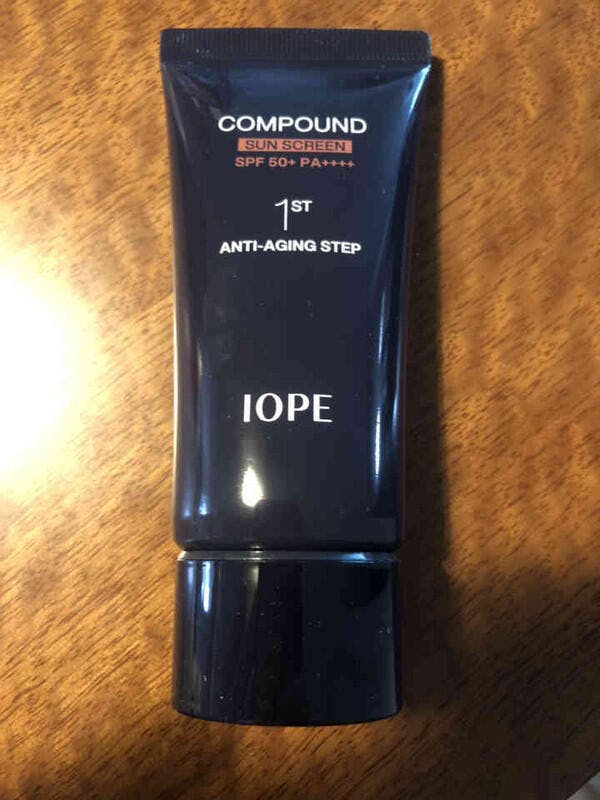 COMPOUND
SUN SCREEN
SPF 50+ PA++++
1ST
ANTI-AGING STEP
IOPE